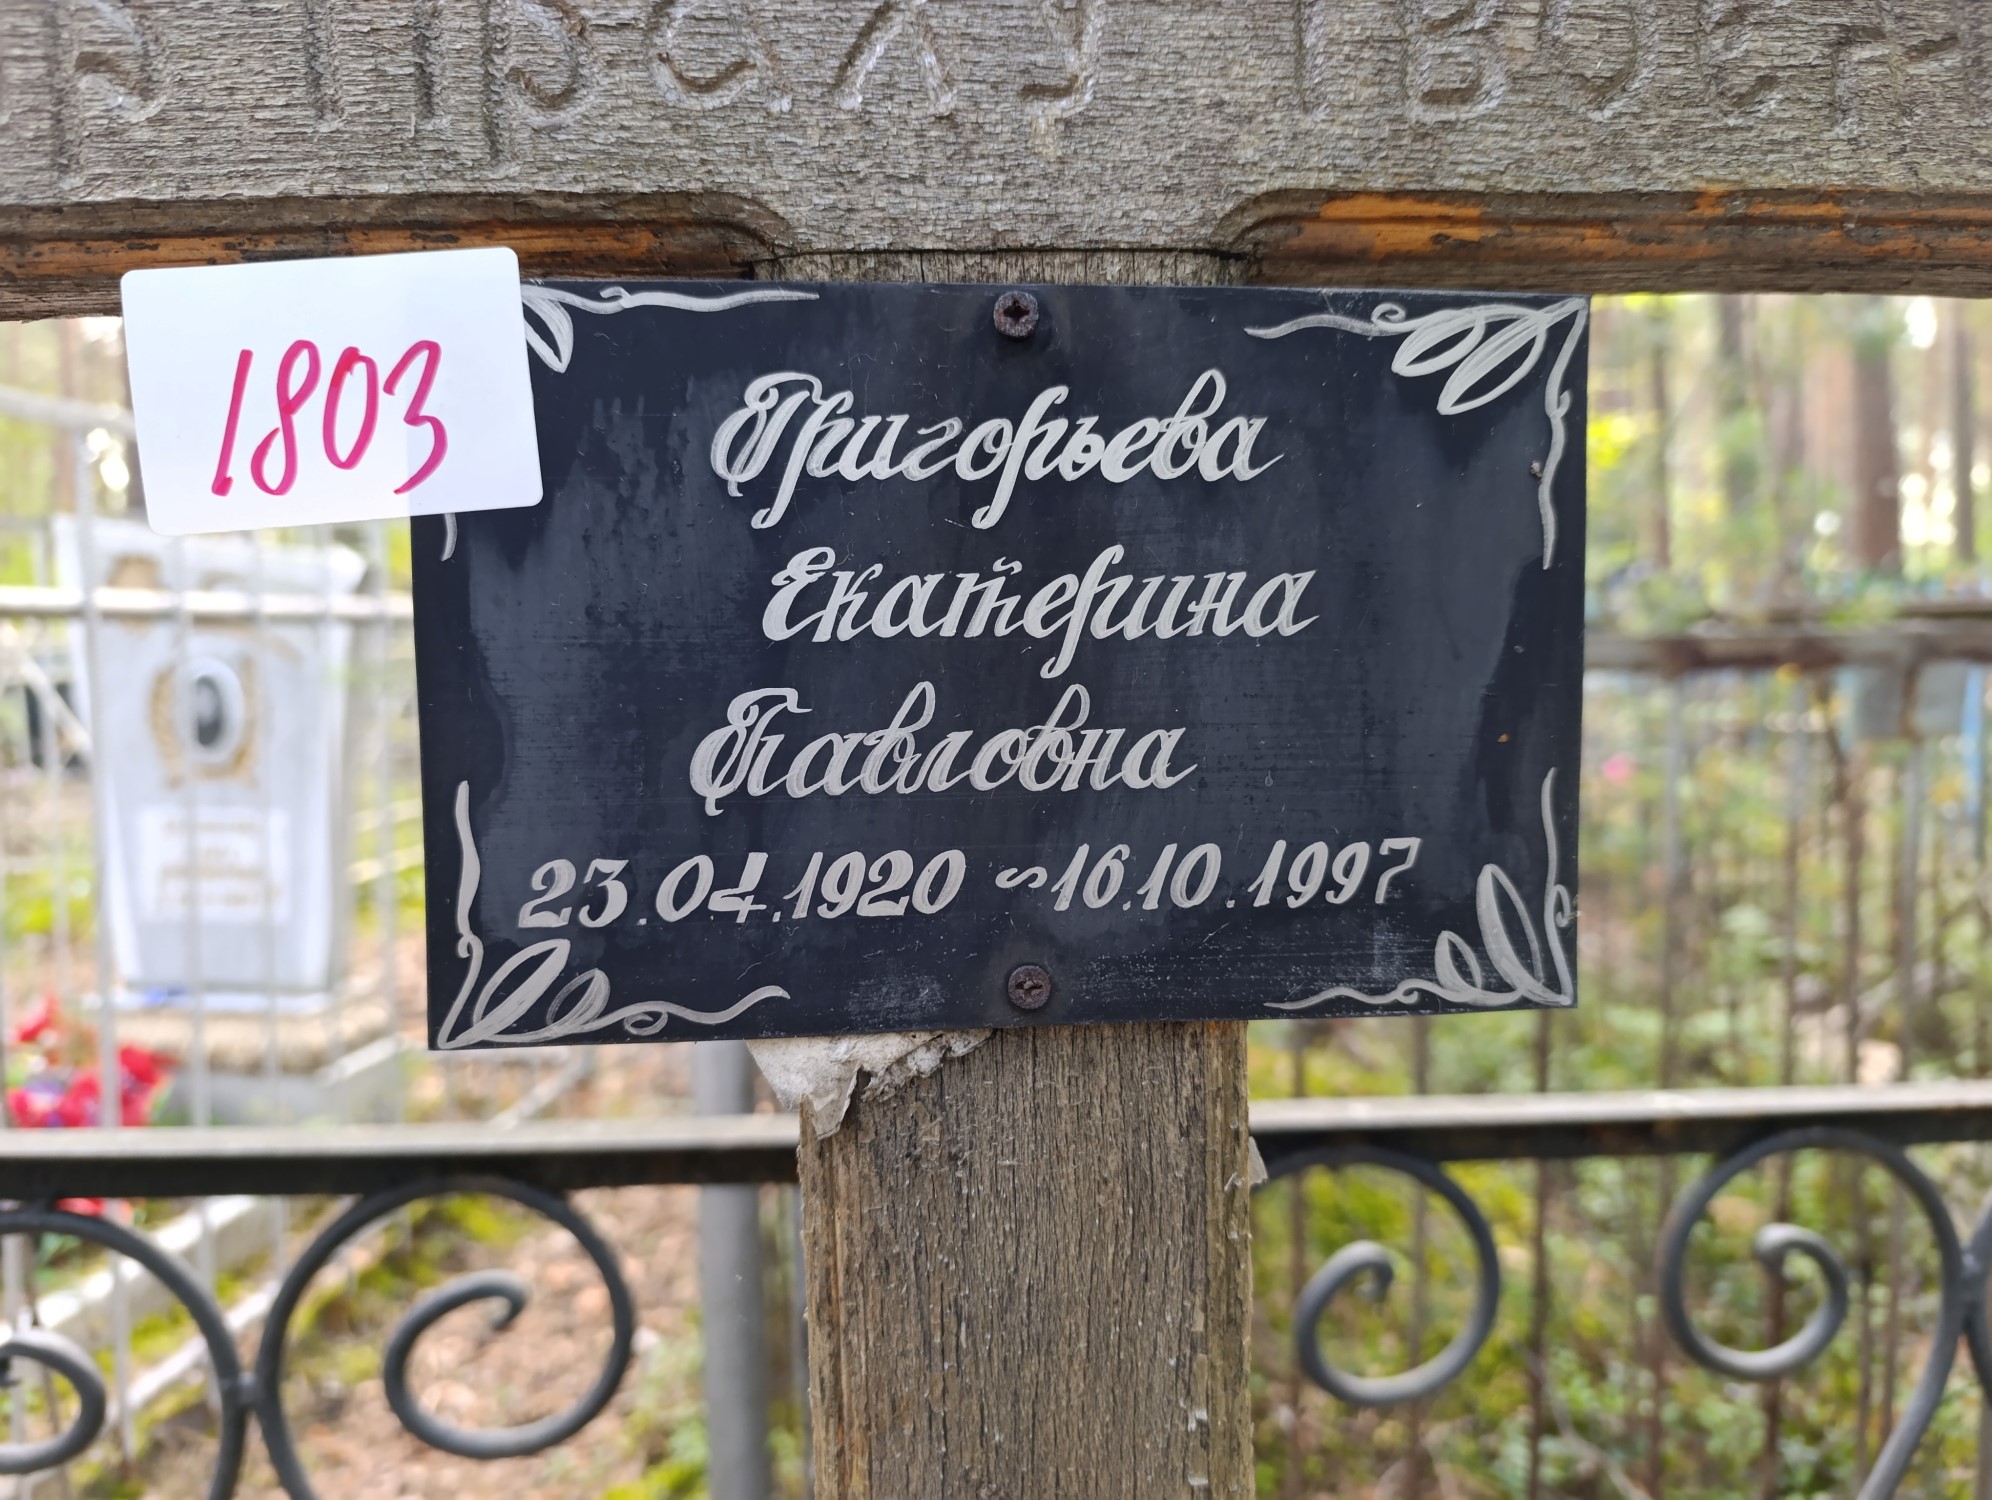 1803
Григорьева
Екатерина
Павловна
23.04.1920 ~ 16.10.1997